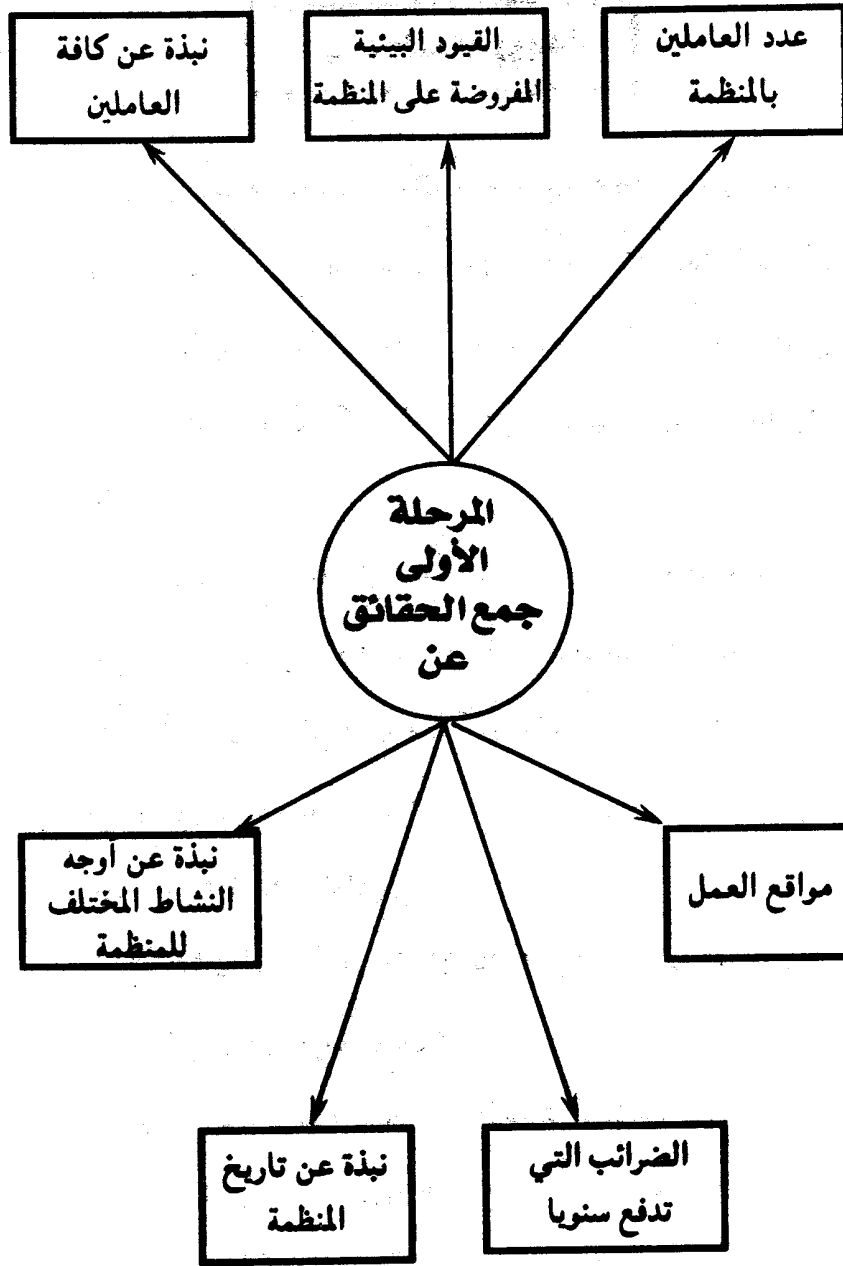 عدد العاملين
بالمنظمة
القيود البيئية
المفروضة على المنظمة
نبذة عن كافة
العاملين
المرحلة
الأولى
جمع الحقائق
عن
مواقع العمل
نبذة عن أوجه
النشاط المختلف
للمنظمة
الضرائب التي
تدفع سنويا
نبذة عن تاريخ
المنظمة